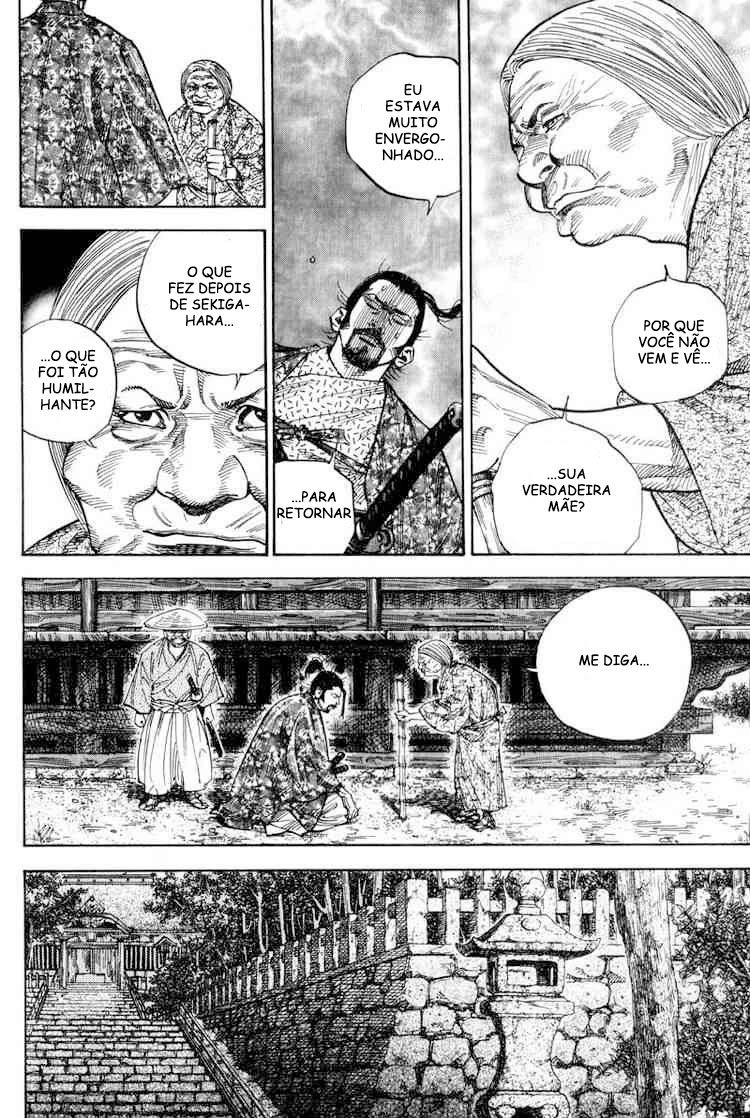 POR QUE
VOCÊ NÃO
VEM E VÊ...
...SUA
VERDADEIRA
MÃE?
EU
ESTAVA
MUITO
ENVERGO-
NHADO...
...PARA
RETORNAR
O QUE
FEZ DEPOIS
DE SEKIGA-
HARA...
...O QUE
FOI TÃO
HUMIL-
HANTE?
ME DIGA...